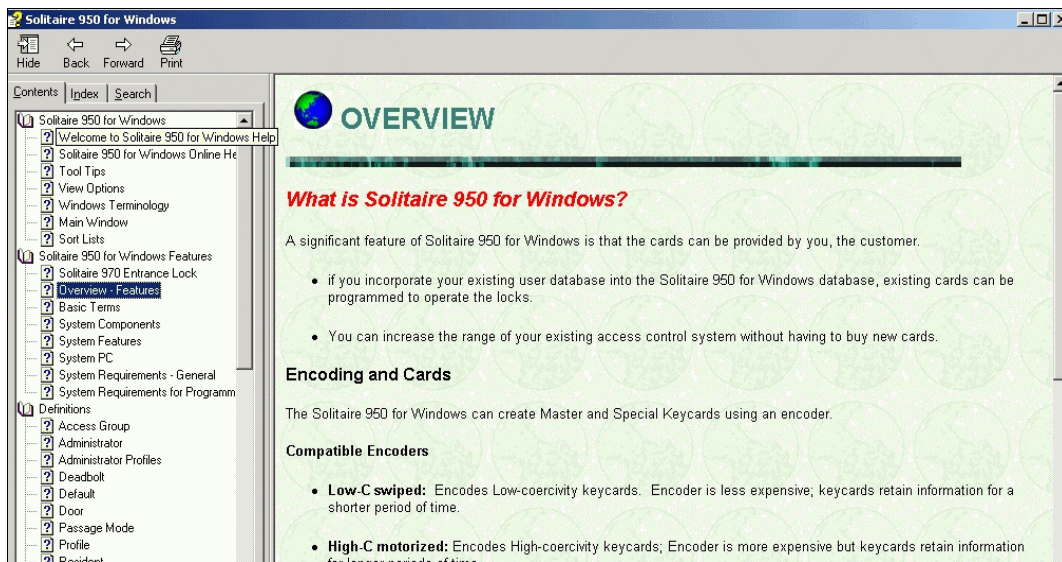 Solitaire 950 for Windows
Hide Back Forward Print
Contents Index Search
Solitaire 950 for Windows
Welcome to Solitaire 950 for Windows Help
Solitaire 950 for Windows Online He
Tool Tips
View Options
Windows Terminology
Main Window
Sort Lists
Solitaire 950 for Windows Features
Solitaire 970 Entrance Lock
Overview - Features
Basic Terms
System Components
System Features
System PC
System Requirements - General
System Requirements for Programm
Definitions
Access Group
Administrator
Administrator Profiles
Deadbolt
Default
Door
Passage Mode
Profile
Resident
OVERVIEW
What is Solitaire 950 for Windows?
A significant feature of Solitaire 950 for Windows is that the cards can be provided by you, the customer.
• if you incorporate your existing user database into the Solitaire 950 for Windows database, existing cards can be
programmed to operate the locks.
• You can increase the range of your existing access control system without having to buy new cards.
Encoding and Cards
The Solitaire 950 for Windows can create Master and Special Keycards using an encoder.
Compatible Encoders
• Low-C swiped: Encodes Low-coercivity keycards. Encoder is less expensive; keycards retain information for a
shorter period of time.
• High-C motorized: Encodes High-coercivity keycards; Encoder is more expensive but keycards retain information
for longer periods of time.